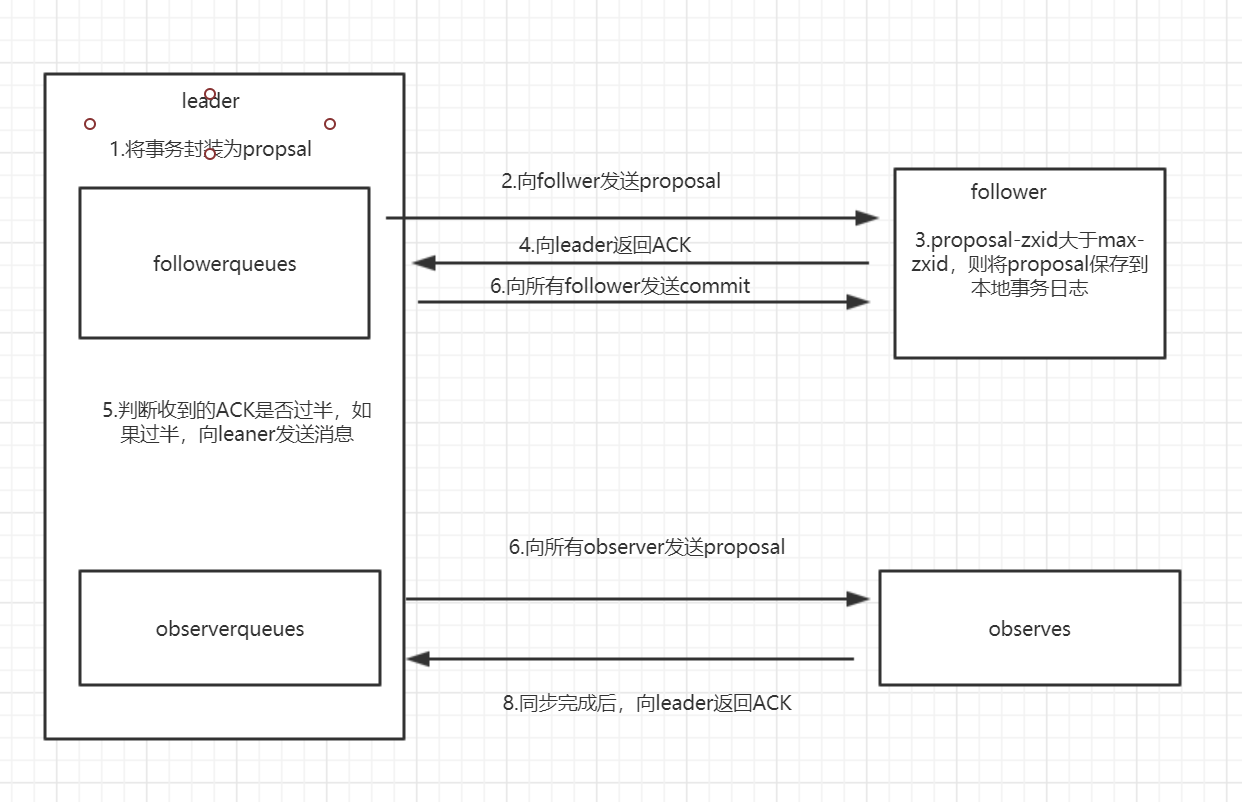 leader
1.将事务封装为propsal
2.向follwer发送proposal
follower
followerqueues
4.向leader返回ACK
3.proposal-zxid大于max-
zxid，则将proposal保存到
本地事务日志
6.向所有follower发送commit
5.判断收到的ACK是否过半，如
果过半，向leaner发送消息
6.向所有observer发送proposal
observerqueues
observes
8.同步完成后，向leader返回ACK